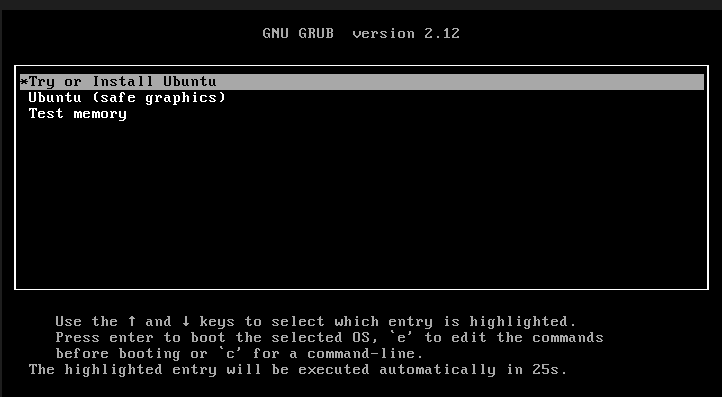 GNU GRUB  version 2.12
*Try or Install Ubuntu
Ubuntu (safe graphics)
Test memory
Use the ↑ and ↓ keys to select which entry is highlighted.
Press enter to boot the selected OS, `e' to edit the commands
before booting or `c' for a command-line.
The highlighted entry will be executed automatically in 25s.